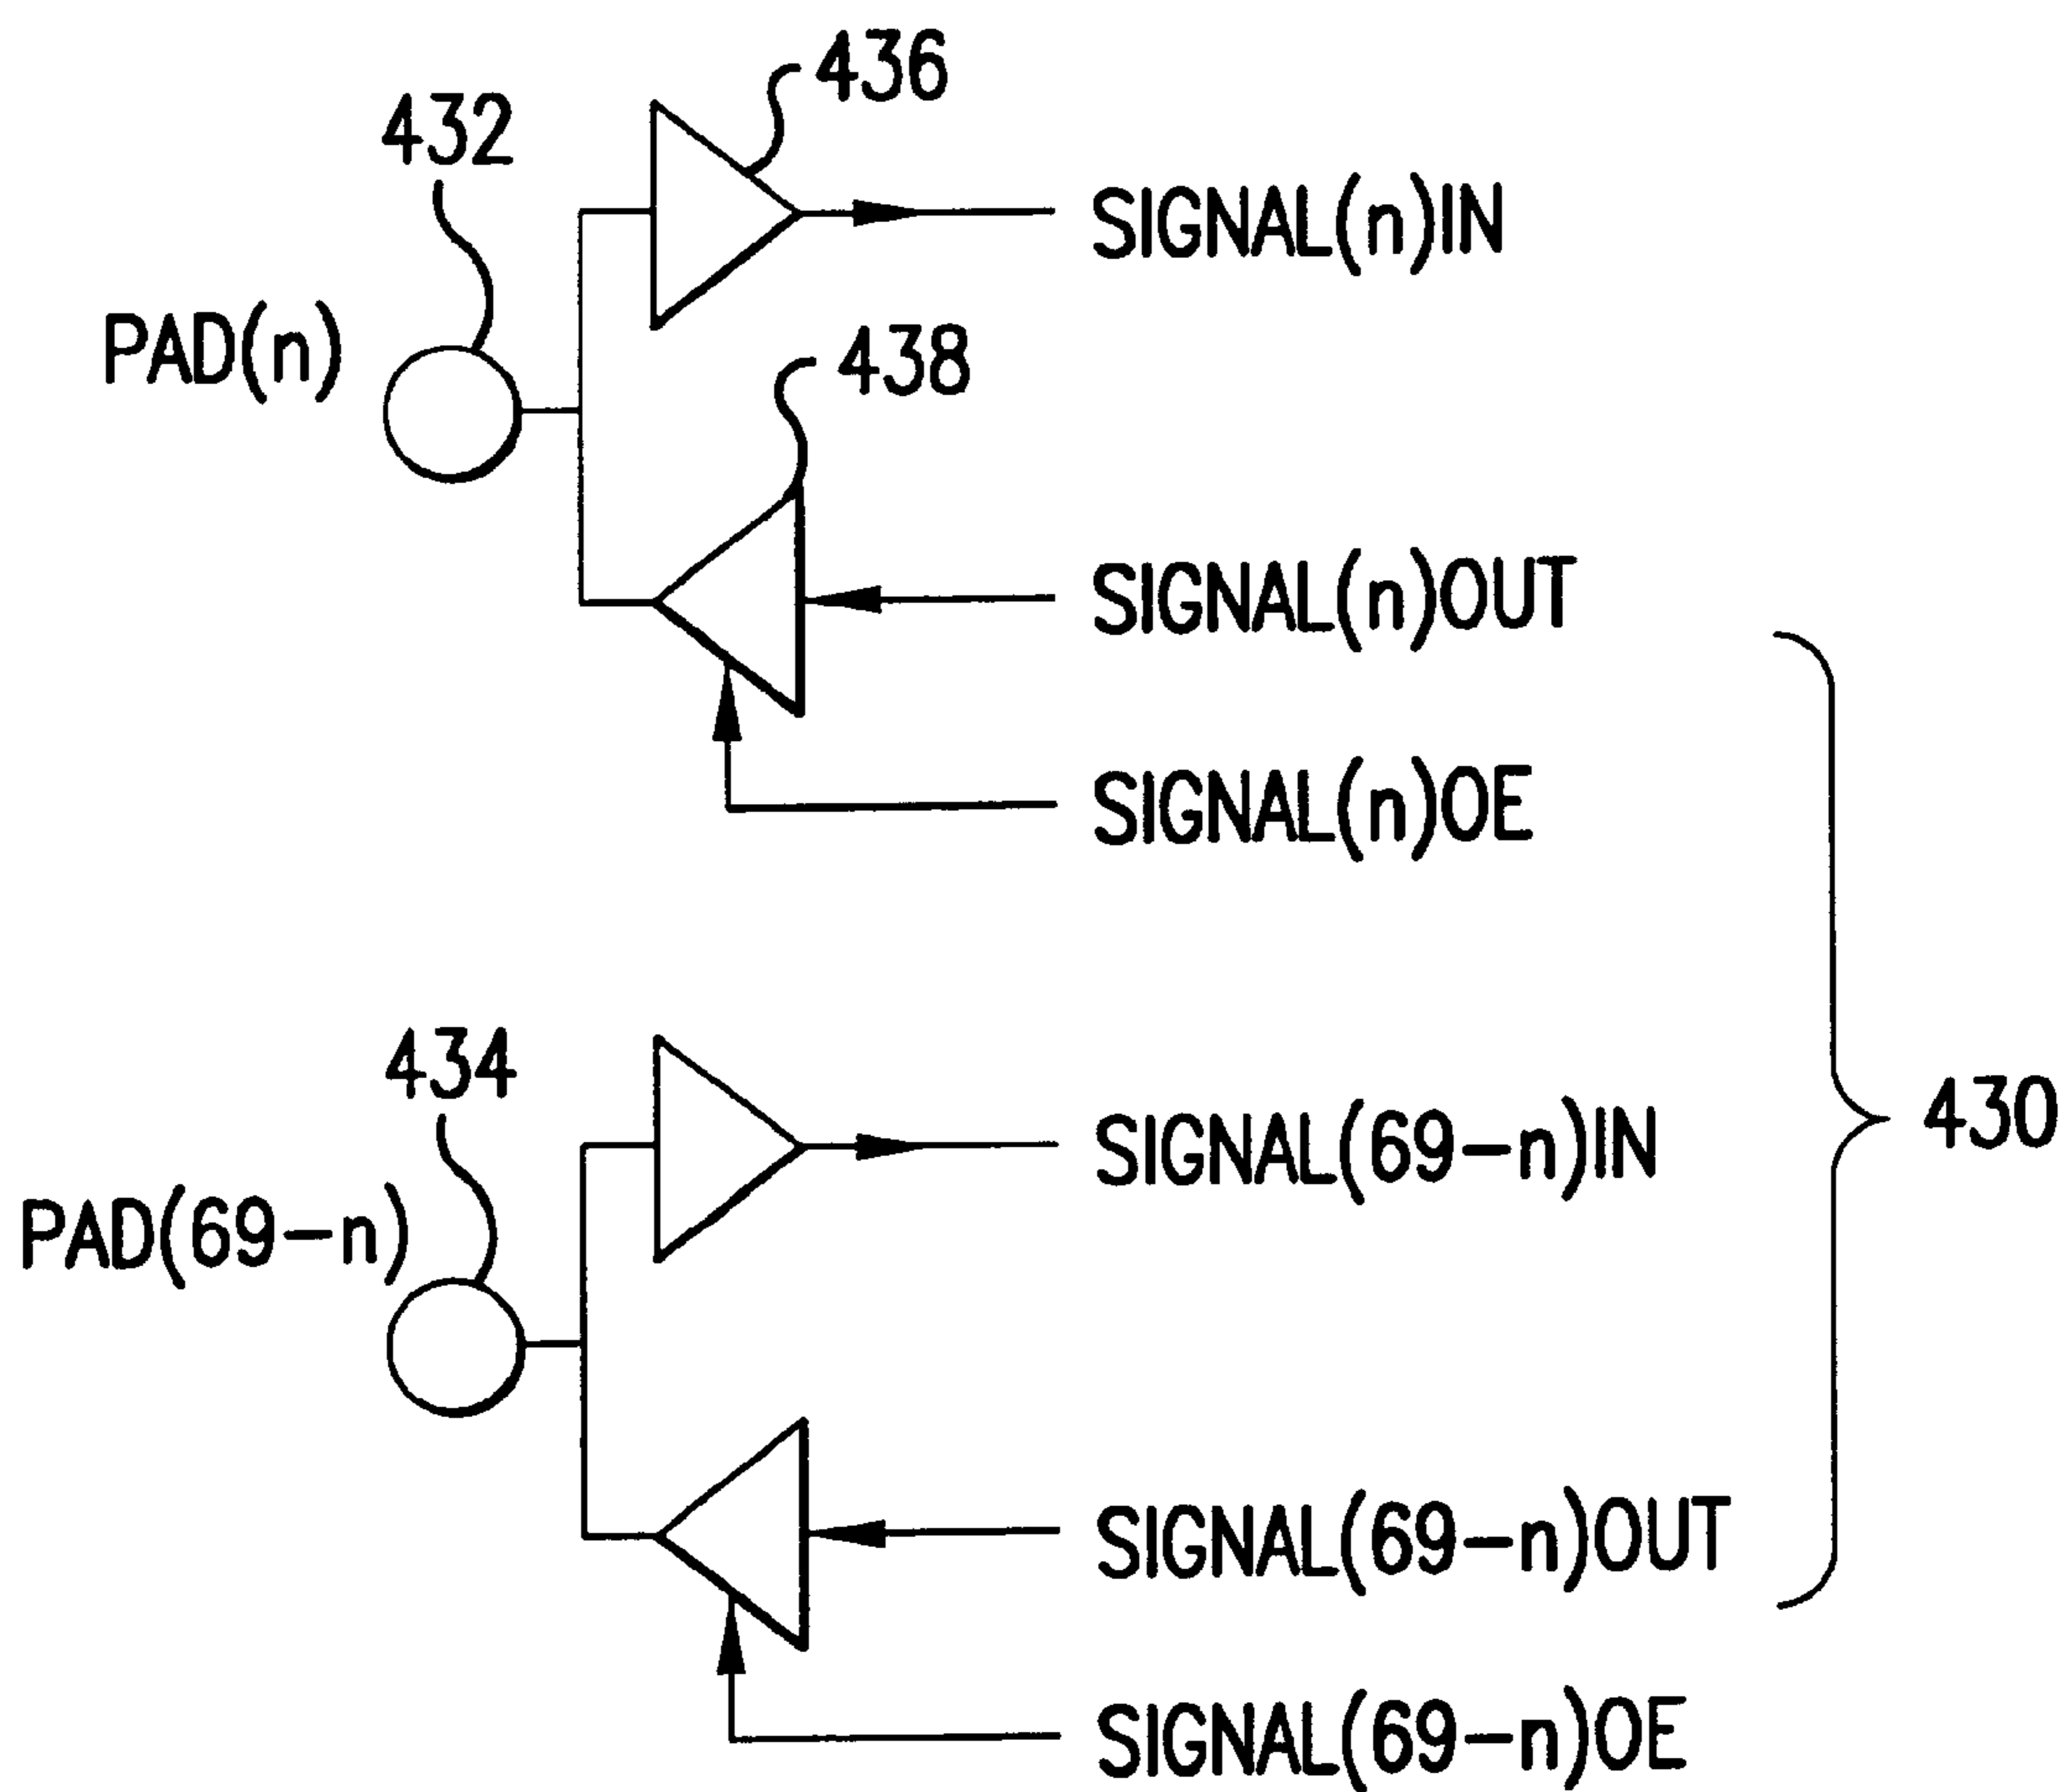 436
432
SIGNAL(n)IN
PAD(n)
438
SIGNAL(n)OUT
SIGNAL(n)OE
434
SIGNAL(69-n)IN
430
PAD(69-n)
SIGNAL(69-n)OUT
SIGNAL(69-n)OE